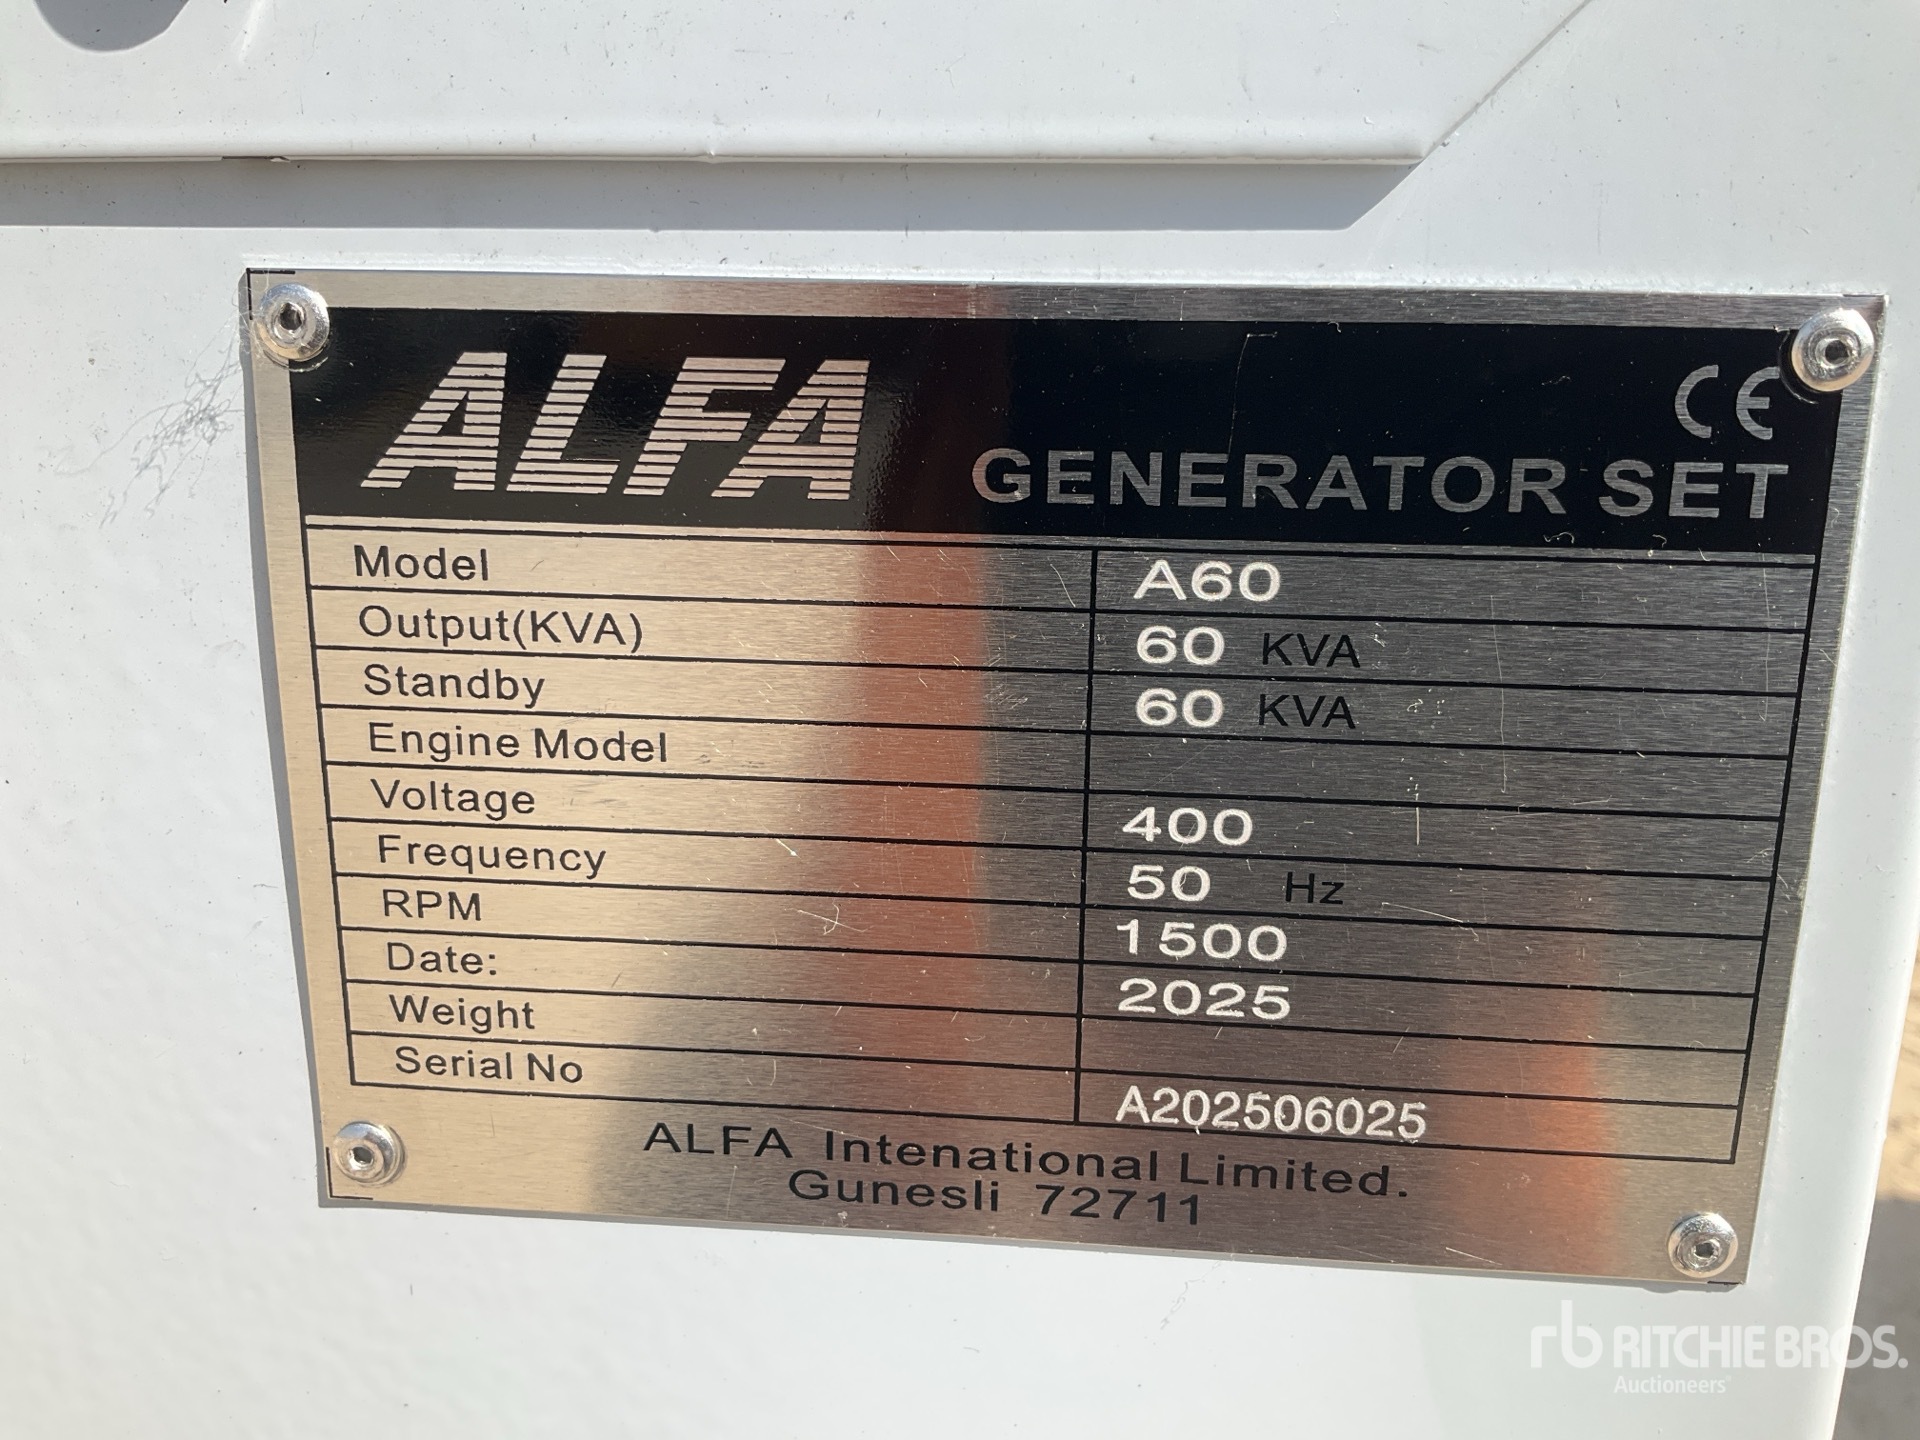 ALFA
CE
GENERATOR SET
Model A60
Output(KVA) 60 KVA
Standby 60 KVA
Engine Model
Voltage 400
Frequency 50 Hz
RPM 1500
Date: 2025
Weight
Serial No A202506025
ALFA Intenational Limited.
Gunesli 72711
rb RITCHIE BROS.
Auctioneers